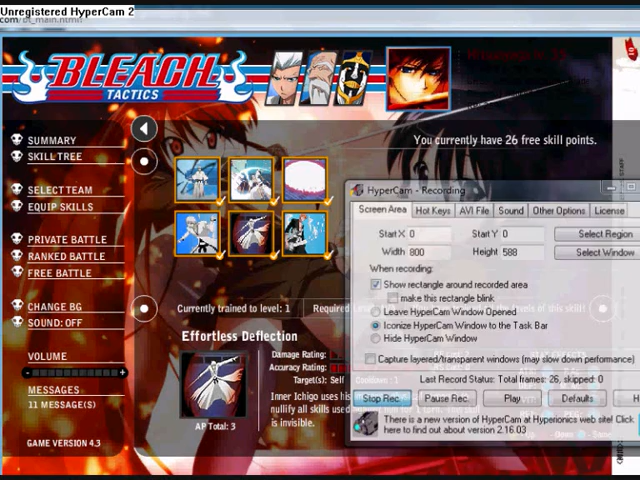 Unregistered HyperCam 2
com/bt_main.html
BLEACH
TACTICS
You currently have 26 free skill points.
SUMMARY
SKILL TREE
SELECT TEAM
EQUIP SKILLS
PRIVATE BATTLE
RANKED BATTLE
FREE BATTLE
CHANGE BG
SOUND: OFF
VOLUME
- +
MESSAGES
11 MESSAGE(S)
GAME VERSION 4.3
Currently trained to level: 1
Effortless Deflection
Damage Rating:
Accuracy Rating:
Target(s): Self
Inner Ichigo uses his
nullify all skills used
is invisible.
AP Total: 3
HyperCam - Recording
Screen Area Hot Keys AVI File Sound Other Options License
Start X 0 Start Y 0 Select Region
Width 800 Height 588 Select Window
When recording:
Show rectangle around recorded area
make this rectangle blink
Leave HyperCam Window Opened
Iconize HyperCam Window to the Task Bar
Hide HyperCam Window
Capture layered/transparent windows (may slow down performance)
Last Record Status: Total frames: 26, skipped: 0
Stop Rec. Pause Rec. Play Defaults H
There is a new version of HyperCam at Hyperionics web site! Click
here to find out about version 2.16.03